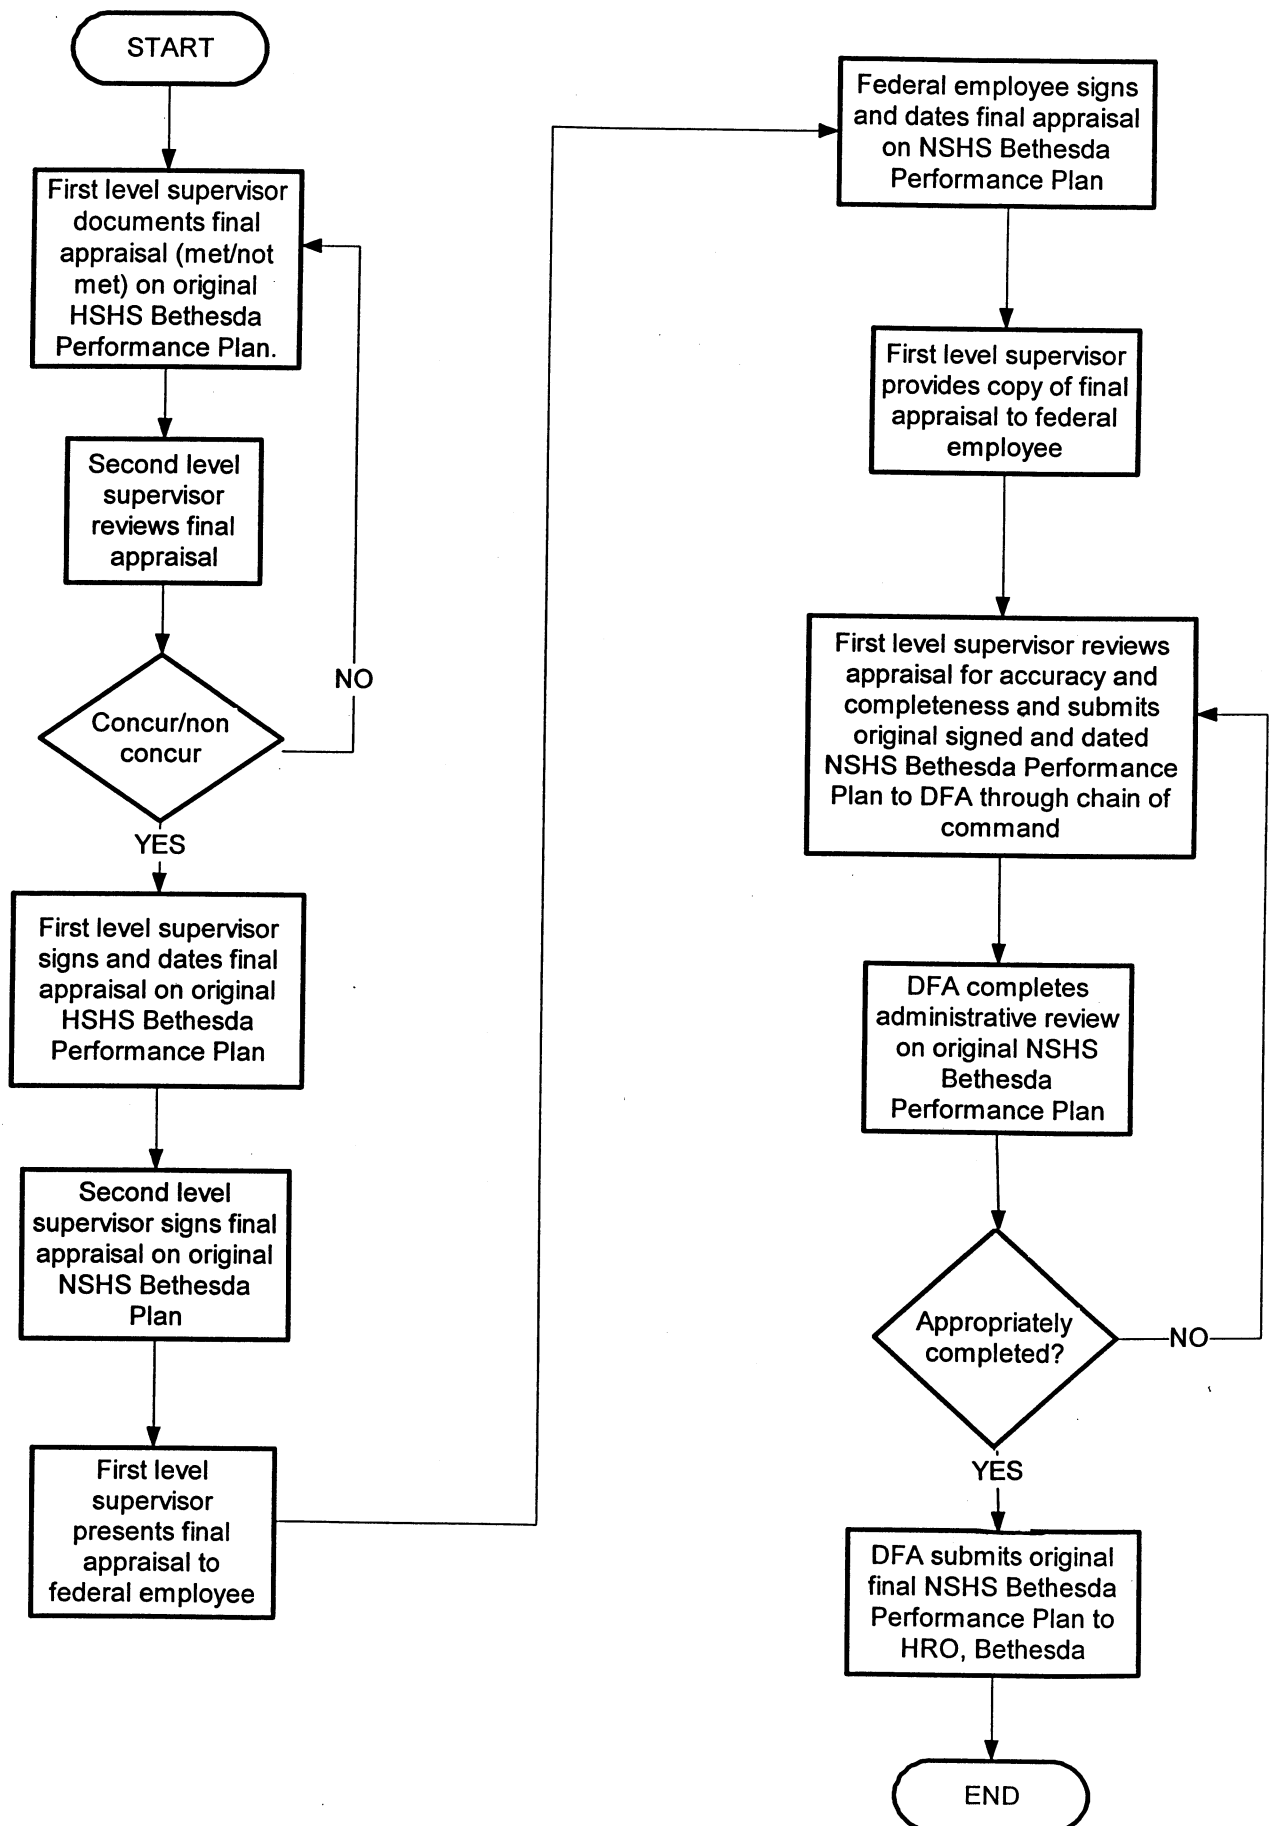 START
First level supervisor
documents final
appraisal (met/not
met) on original
HSHS Bethesda
Performance Plan.
Second level
supervisor
reviews final
appraisal
Concur/non
concur
NO
YES
First level supervisor
signs and dates final
appraisal on original
HSHS Bethesda
Performance Plan
Second level
supervisor signs final
appraisal on original
NSHS Bethesda
Plan
First level
supervisor
presents final
appraisal to
federal employee
Federal employee signs
and dates final appraisal
on NSHS Bethesda
Performance Plan
First level supervisor
provides copy of final
appraisal to federal
employee
First level supervisor reviews
appraisal for accuracy and
completeness and submits
original signed and dated
NSHS Bethesda Performance
Plan to DFA through chain of
command
DFA completes
administrative review
on original NSHS
Bethesda
Performance Plan
Appropriately
completed?
NO
YES
DFA submits original
final NSHS Bethesda
Performance Plan to
HRO, Bethesda
END